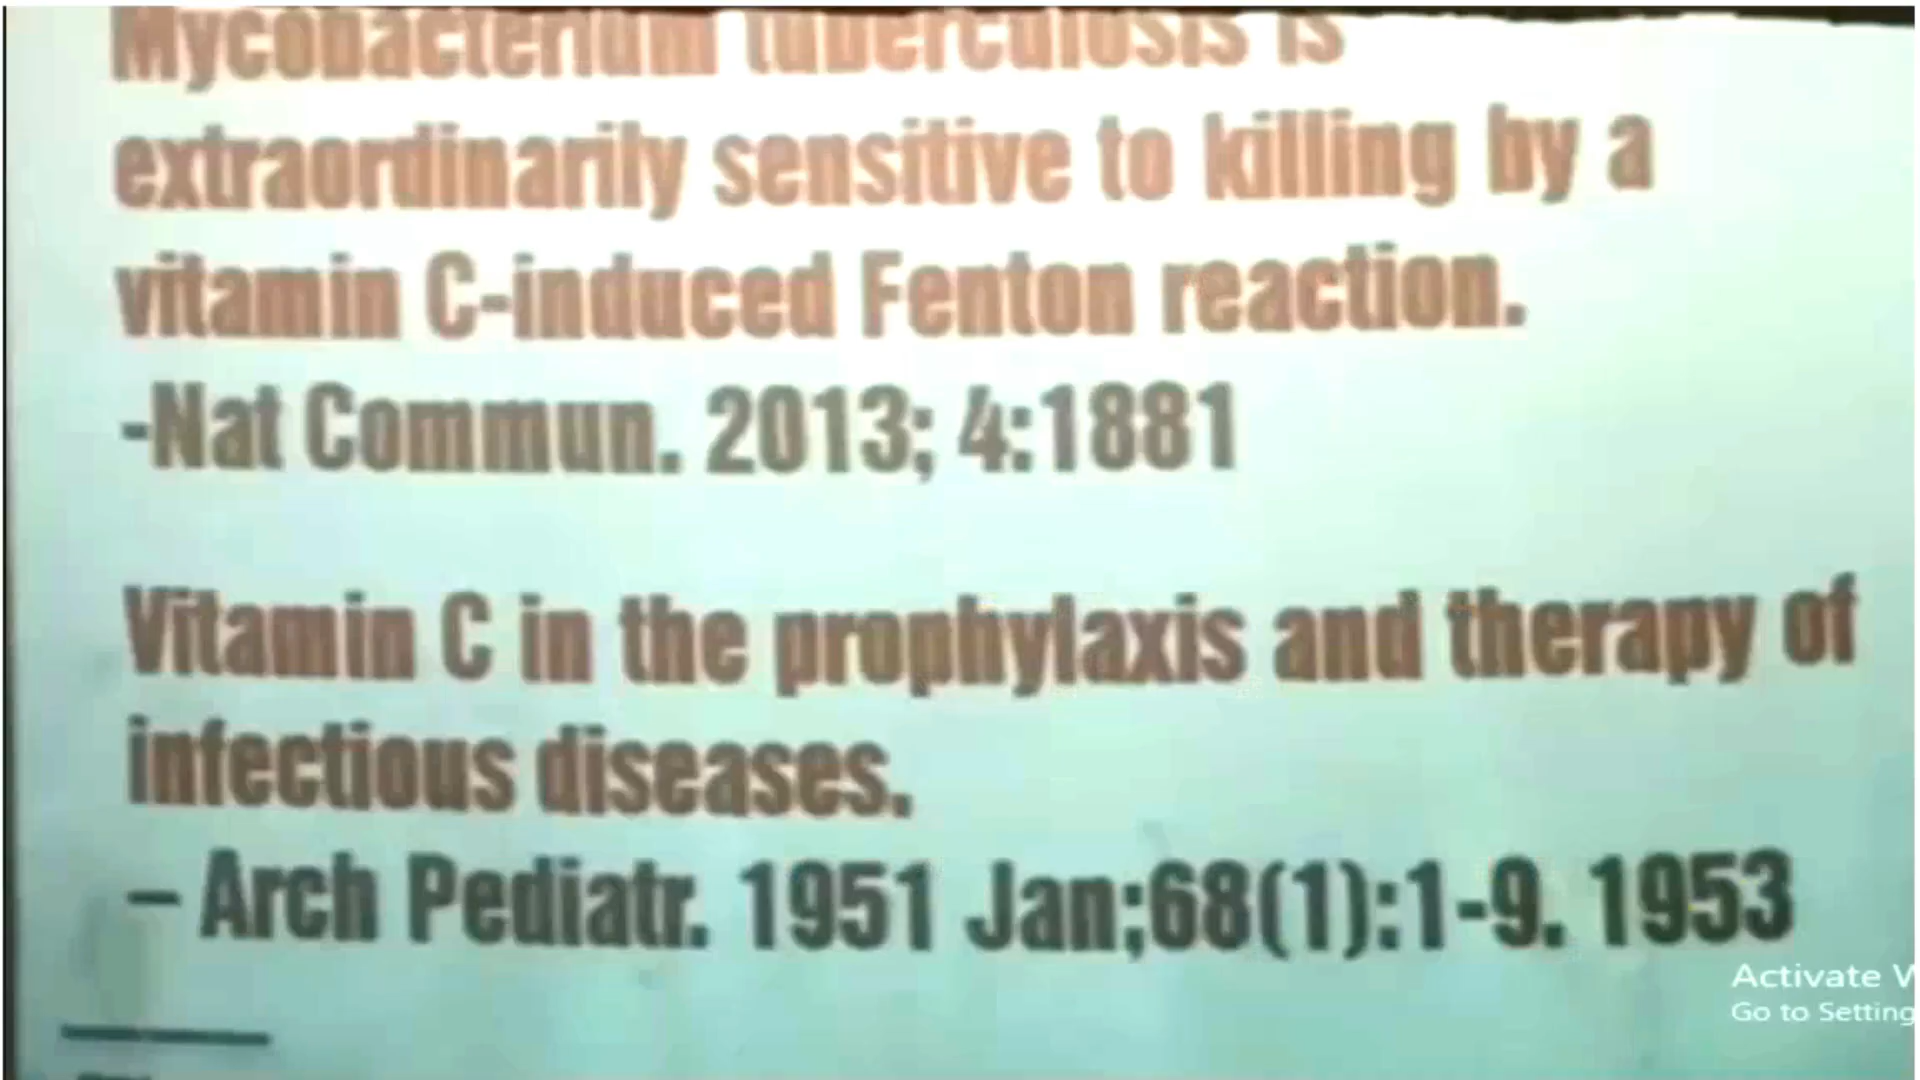 Mycobacterium tuberculosis is
extraordinarily sensitive to killing by a
vitamin C-induced Fenton reaction.
-Nat Commun. 2013; 4:1881
Vitamin C in the prophylaxis and therapy of
infectious diseases.
– Arch Pediatr. 1951 Jan;68(1):1-9. 1953
Activate W
Go to Setting